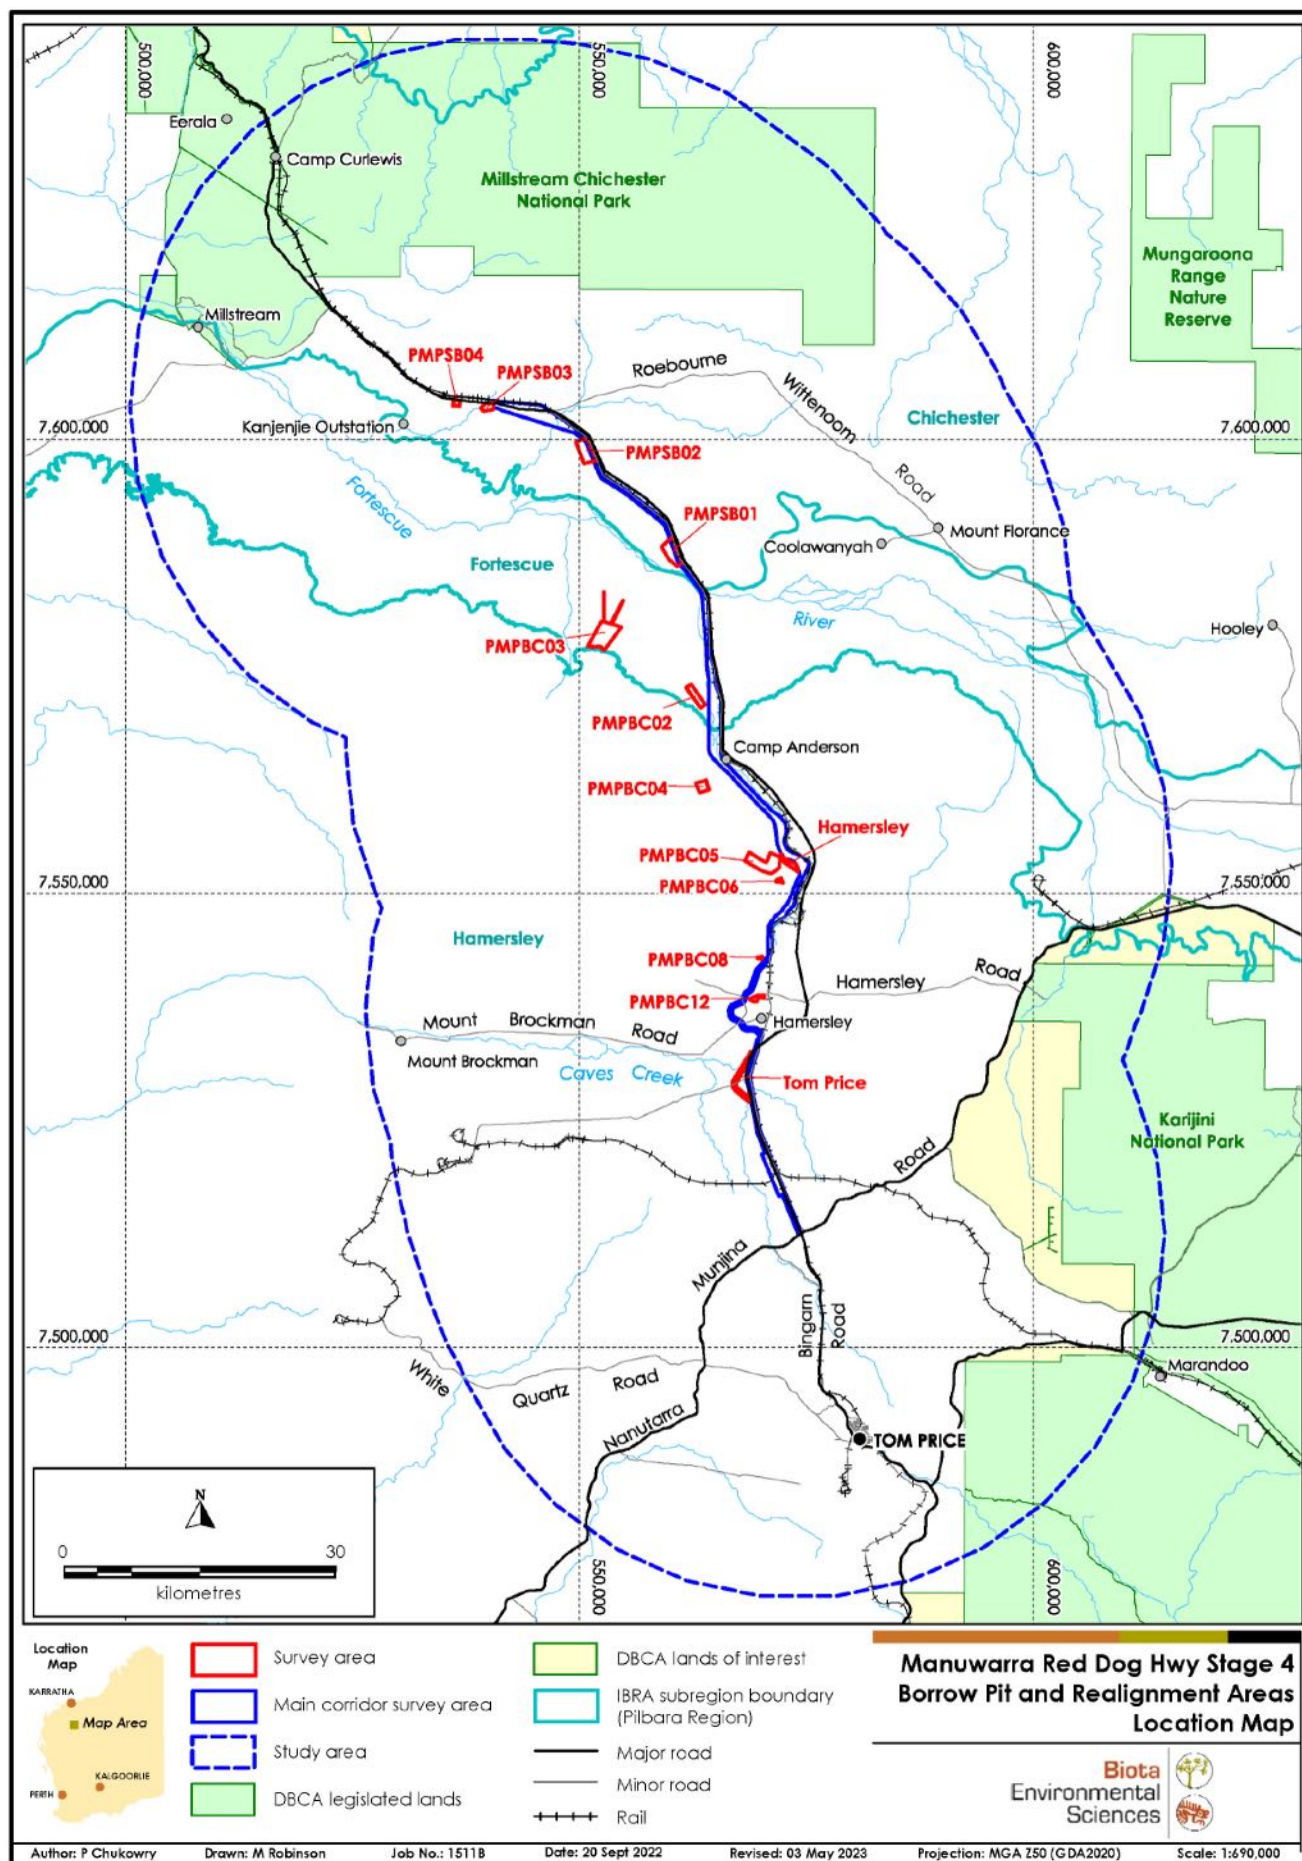 500,000
550,000
600,000
Eerala
Camp Curlewis
Millstream Chichester
National Park
Mungaroona
Range
Nature
Reserve
Millstream
PMPSB04
PMPSB03
Roebourne
Wittenoom
Road
Chichester
Kanjenjie Outstation
7,600,000
7,600,000
PMPSB02
Fortescue
PMPSB01
Mount Florance
Coolawanyah
Fortescue
River
Hooley
PMPBC03
PMPBC02
Camp Anderson
PMPBC04
Hamersley
PMPBC05
PMPBC06
7,550,000
7,550,000
Hamersley
PMPBC08
Hamersley
Road
PMPBC12
Mount Brockman Road
Hamersley
Mount Brockman
Caves Creek
Tom Price
Karijini
National Park
Road
Munjina
Bingarn
Road
7,500,000
7,500,000
White
Quartz
Road
Marandoo
Nanutarra
TOM PRICE
N
0
30
kilometres
550,000
600,000
Location
Map
KARRATHA
Map Area
KALGOORLIE
PERTH
Survey area
Main corridor survey area
Study area
DBCA legislated lands
DBCA lands of interest
IBRA subregion boundary
(Pilbara Region)
Major road
Minor road
Rail
Manuwarra Red Dog Hwy Stage 4
Borrow Pit and Realignment Areas
Location Map
Biota
Environmental
Sciences
Author: P Chukowry
Drawn: M Robinson
Job No.: 1511B
Date: 20 Sept 2022
Revised: 03 May 2023
Projection: MGA Z50 (GDA2020)
Scale: 1:690,000